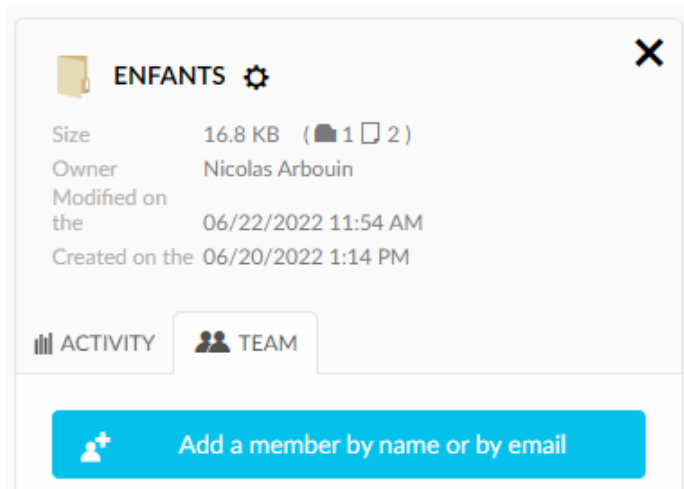 ENFANTS
Size 16.8 KB ( 1 2 )
Owner Nicolas Arbouin
Modified on
the 06/22/2022 11:54 AM
Created on the 06/20/2022 1:14 PM
ACTIVITY TEAM
Add a member by name or by email